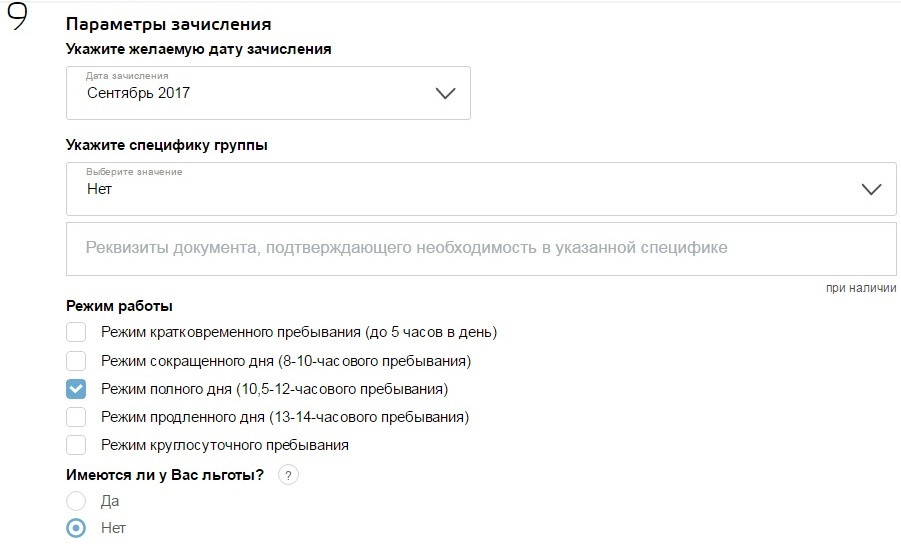 9
Параметры зачисления
Укажите желаемую дату зачисления
Дата зачисления
Сентябрь 2017
Укажите специфику группы
Выберите значение
Нет
Реквизиты документа, подтверждающего необходимость в указанной специфике
при наличии
Режим работы
Режим кратковременного пребывания (до 5 часов в день)
Режим сокращенного дня (8-10-часового пребывания)
Режим полного дня (10,5-12-часового пребывания)
Режим продленного дня (13-14-часового пребывания)
Режим круглосуточного пребывания
Имеются ли у Вас льготы? ?
Да
Нет